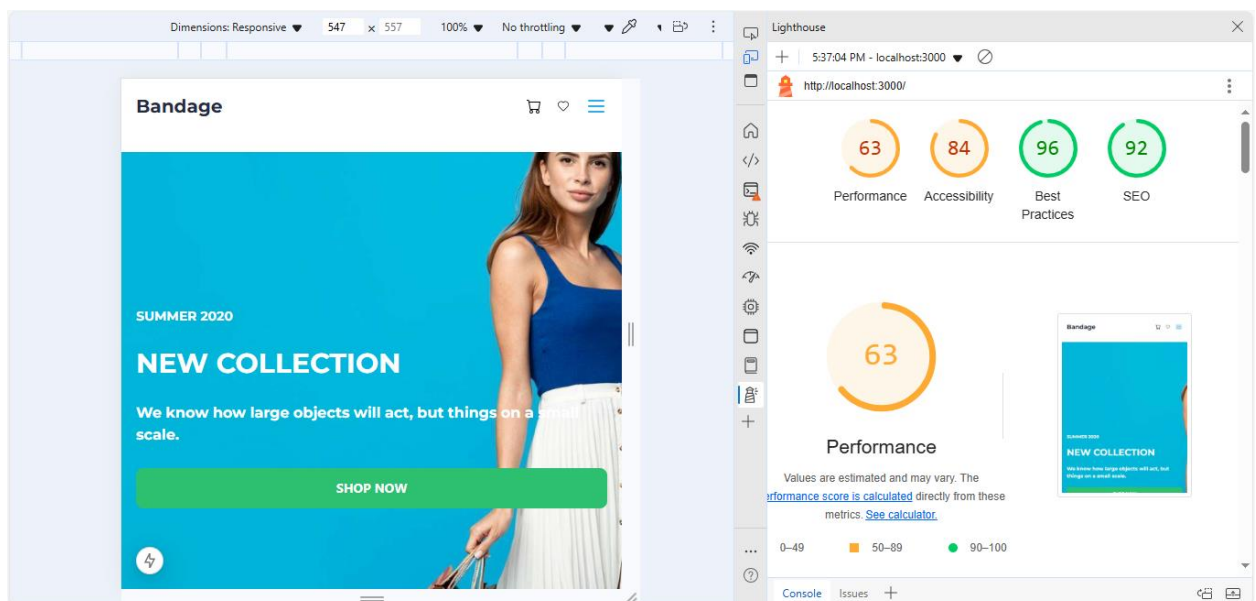 Dimensions: Responsive 547 x 557 100% No throttling
Bandage
SUMMER 2020
NEW COLLECTION
We know how large objects will act, but things on a small
scale.
SHOP NOW
Lighthouse
5:37:04 PM - localhost:3000
http://localhost:3000/
63 84 96 92
Performance Accessibility Best SEO
Practices
63
Performance
Values are estimated and may vary. The
erformance score is calculated directly from these
metrics. See calculator.
0–49 50–89 90–100
Bandage
SUMMER 2020
NEW COLLECTION
We know how large objects will act, but
things on a small scale.
Console Issues